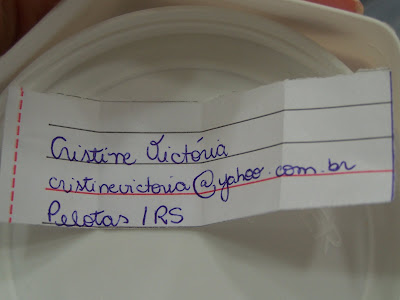 Cristine Victória
cristinevictoria@yahoo.com.br
Pelotas /RS